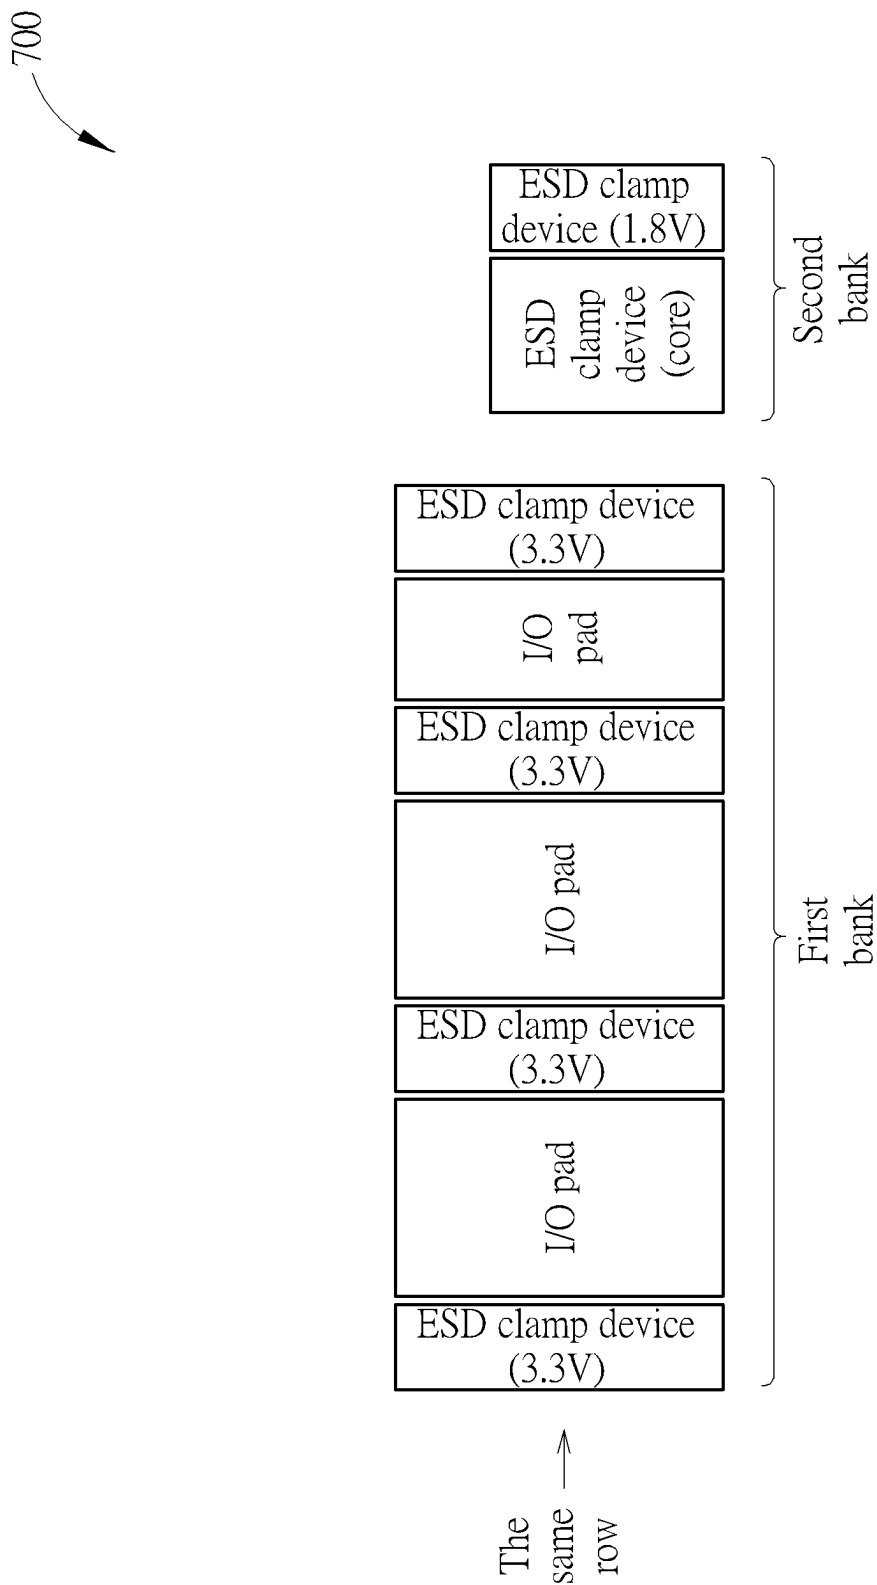 700
ESD clamp
device (1.8V)
ESD
clamp
device
(core)
Second
bank
ESD clamp device
(3.3V)
I/O
pad
ESD clamp device
(3.3V)
I/O pad
ESD clamp device
(3.3V)
I/O pad
ESD clamp device
(3.3V)
First
bank
The
same
row